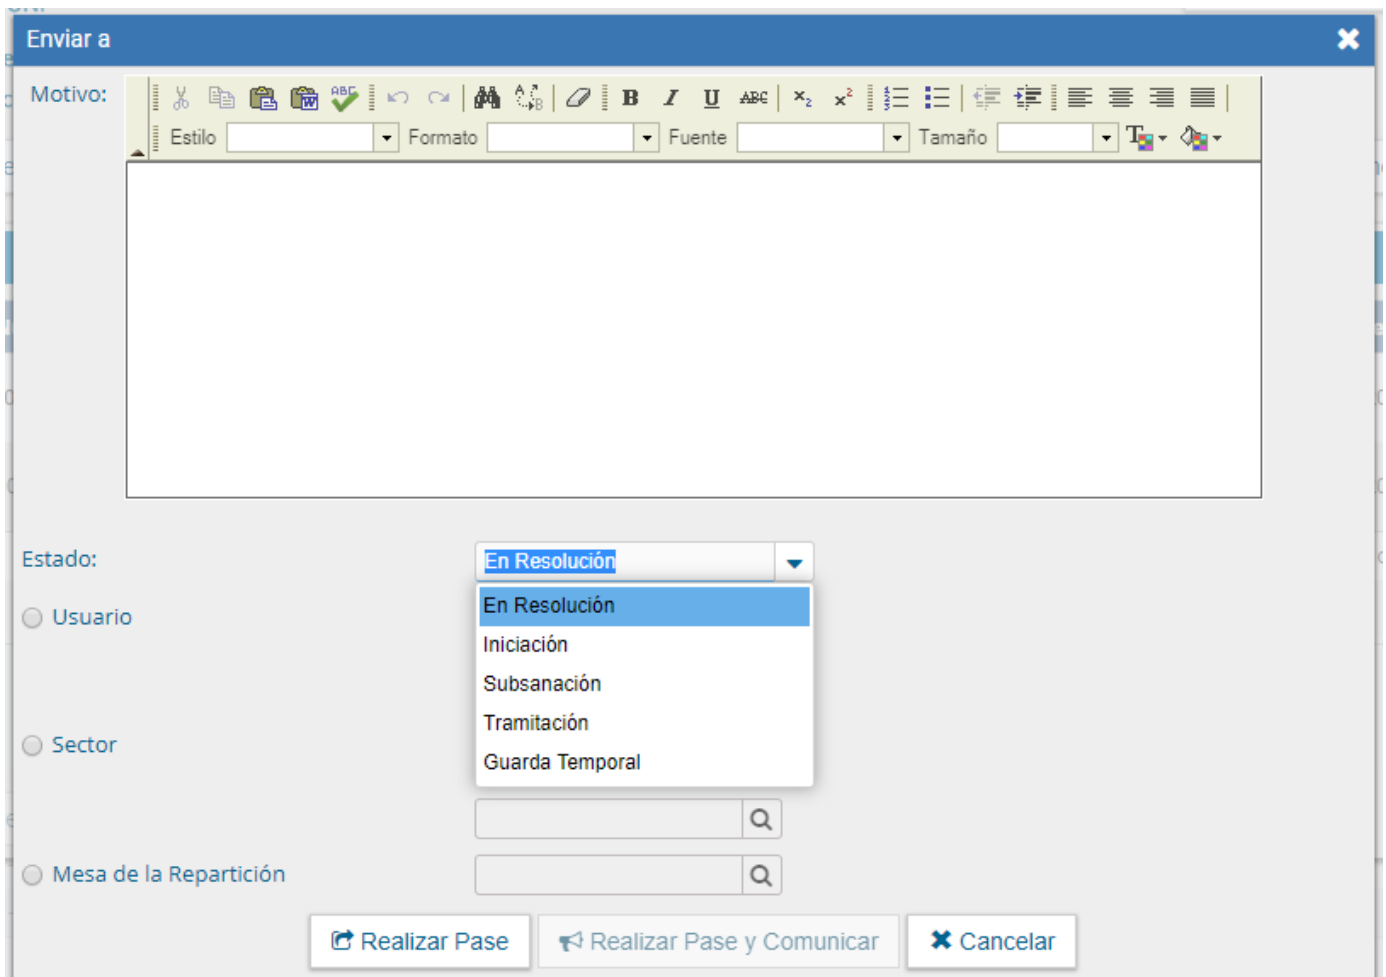 Enviar a
Motivo:
Estilo Formato Fuente Tamaño
Estado: En Resolución
En Resolución
Usuario
Iniciación
Subsanación
Tramitación
Sector
Guarda Temporal
Mesa de la Repartición
Realizar Pase Realizar Pase y Comunicar Cancelar